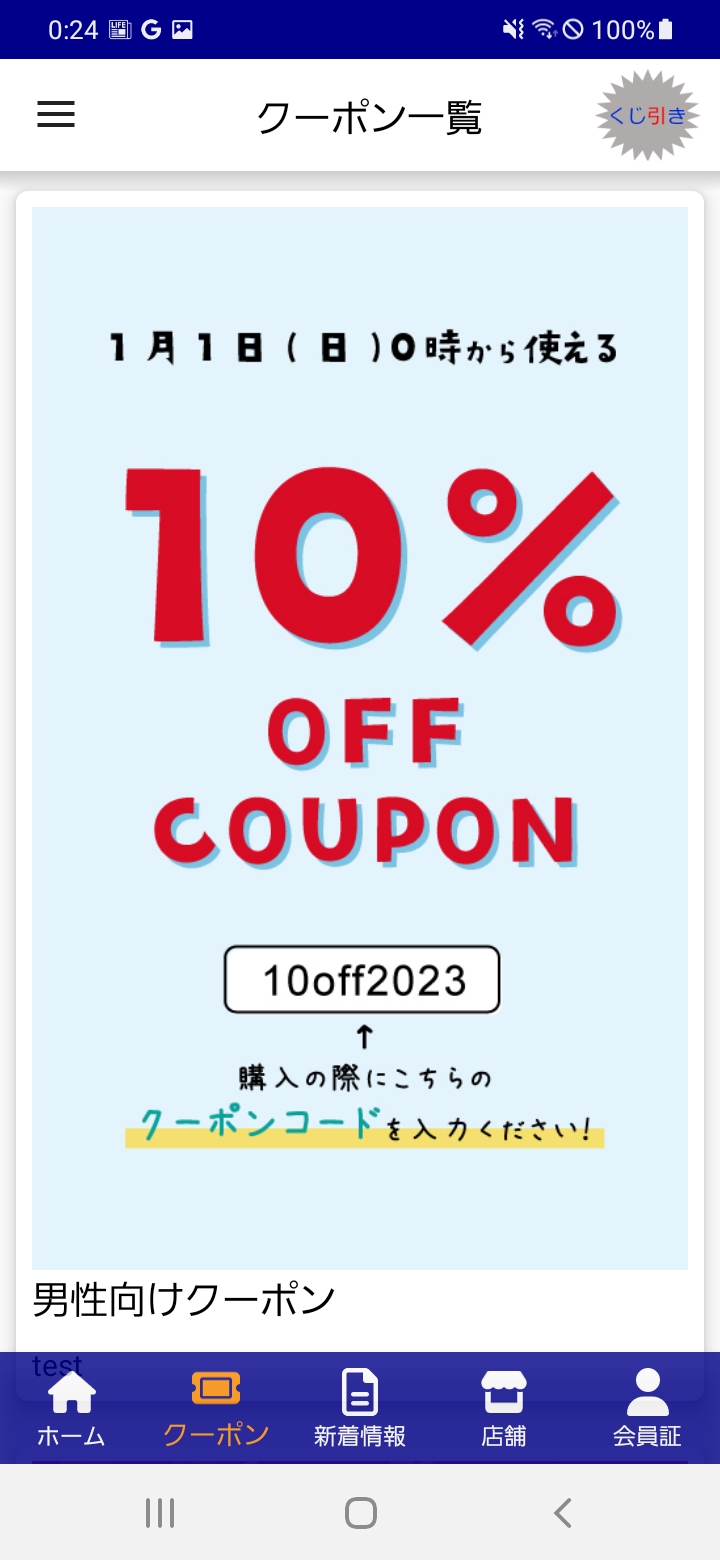 0:24 100%
クーポン一覧
くじ引き
1月1日(日)0時から使える
10%
OFF
COUPON
10off2023
↑
購入の際にこちらの
クーポンコードを入力ください!
男性向けクーポン
test
ホーム クーポン 新着情報 店舗 会員証